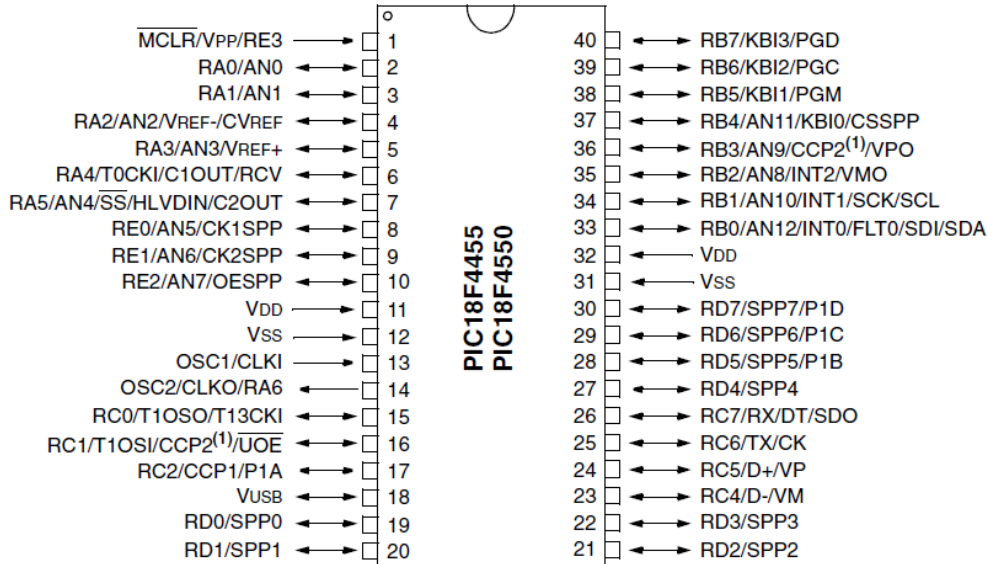 MCLR/VPP/RE3 1 40 RB7/KBI3/PGD
RA0/AN0 2 39 RB6/KBI2/PGC
RA1/AN1 3 38 RB5/KBI1/PGM
RA2/AN2/VREF-/CVREF 4 37 RB4/AN11/KBI0/CSSPP
RA3/AN3/VREF+ 5 36 RB3/AN9/CCP2(1)/VPO
RA4/T0CKI/C1OUT/RCV 6 35 RB2/AN8/INT2/VMO
RA5/AN4/SS/HLVDIN/C2OUT 7 34 RB1/AN10/INT1/SCK/SCL
RE0/AN5/CK1SPP 8 33 RB0/AN12/INT0/FLT0/SDI/SDA
RE1/AN6/CK2SPP 9 32 VDD
RE2/AN7/OESPP 10 31 VSS
VDD 11 30 RD7/SPP7/P1D
VSS 12 29 RD6/SPP6/P1C
OSC1/CLKI 13 28 RD5/SPP5/P1B
OSC2/CLKO/RA6 14 27 RD4/SPP4
RC0/T1OSO/T13CKI 15 26 RC7/RX/DT/SDO
RC1/T1OSI/CCP2(1)/UOE 16 25 RC6/TX/CK
RC2/CCP1/P1A 17 24 RC5/D+/VP
VUSB 18 23 RC4/D-/VM
RD0/SPP0 19 22 RD3/SPP3
RD1/SPP1 20 21 RD2/SPP2
PIC18F4455
PIC18F4550